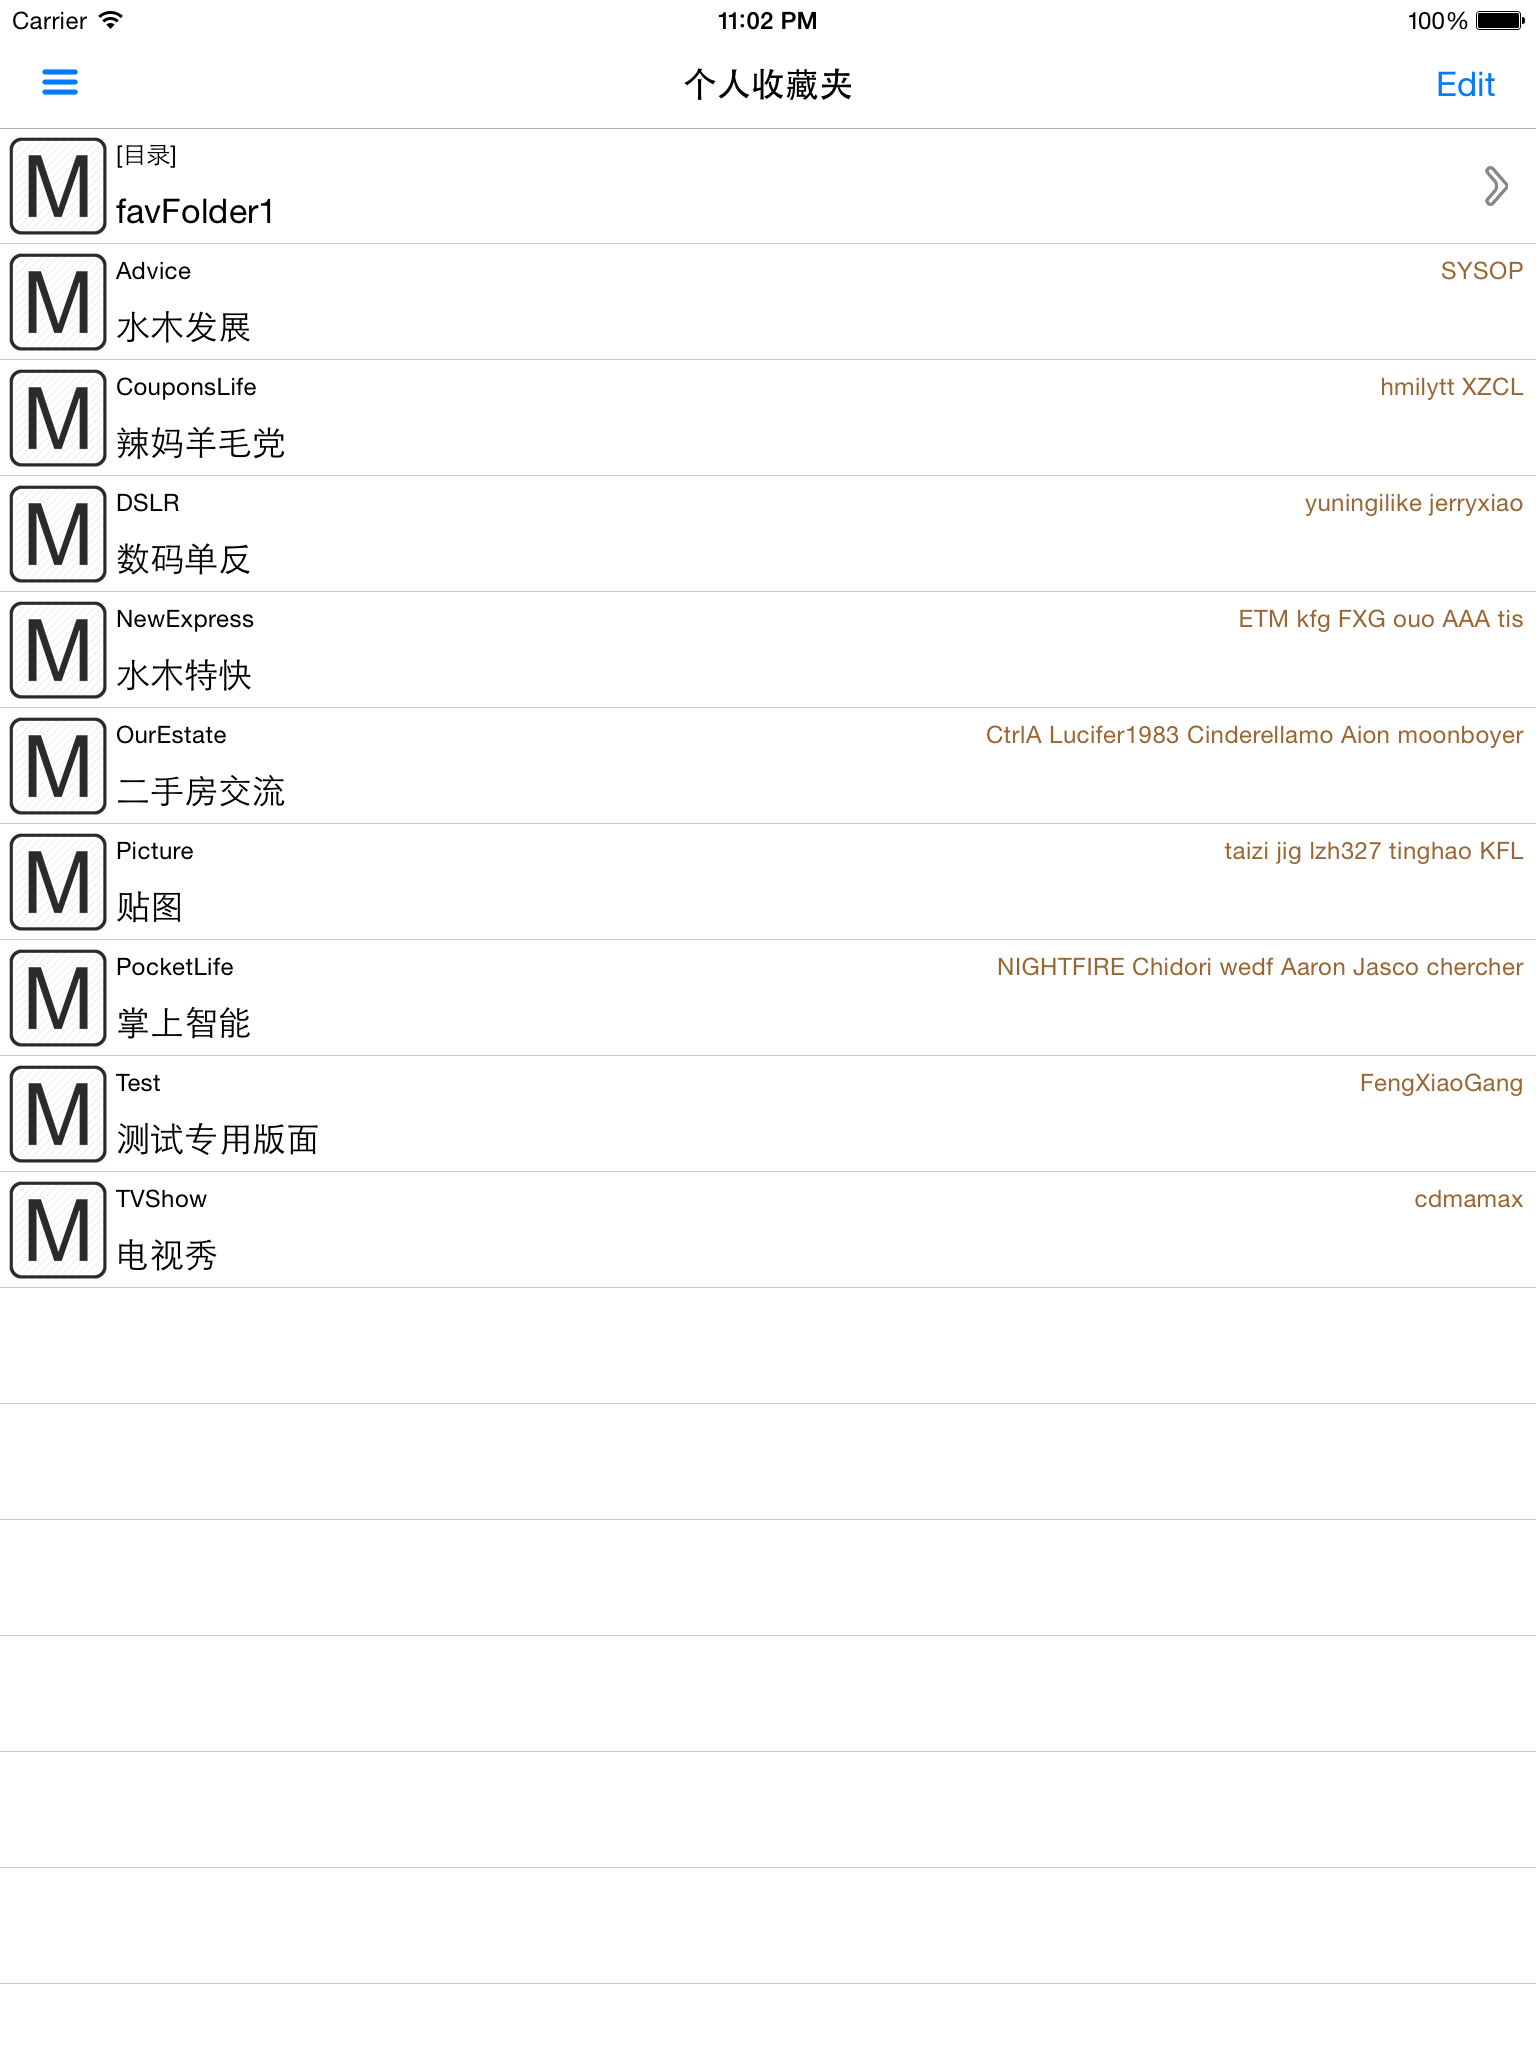 Carrier 11:02 PM 100%
个人收藏夹 Edit
M [目录]
favFolder1
M Advice SYSOP
水木发展
M CouponsLife hmilytt XZCL
辣妈羊毛党
M DSLR yuningilike jerryxiao
数码单反
M NewExpress ETM kfg FXG ouo AAA tis
水木特快
M OurEstate CtrlA Lucifer1983 Cinderellamo Aion moonboyer
二手房交流
M Picture taizi jig lzh327 tinghao KFL
贴图
M PocketLife NIGHTFIRE Chidori wedf Aaron Jasco chercher
掌上智能
M Test FengXiaoGang
测试专用版面
M TVShow cdmamax
电视秀